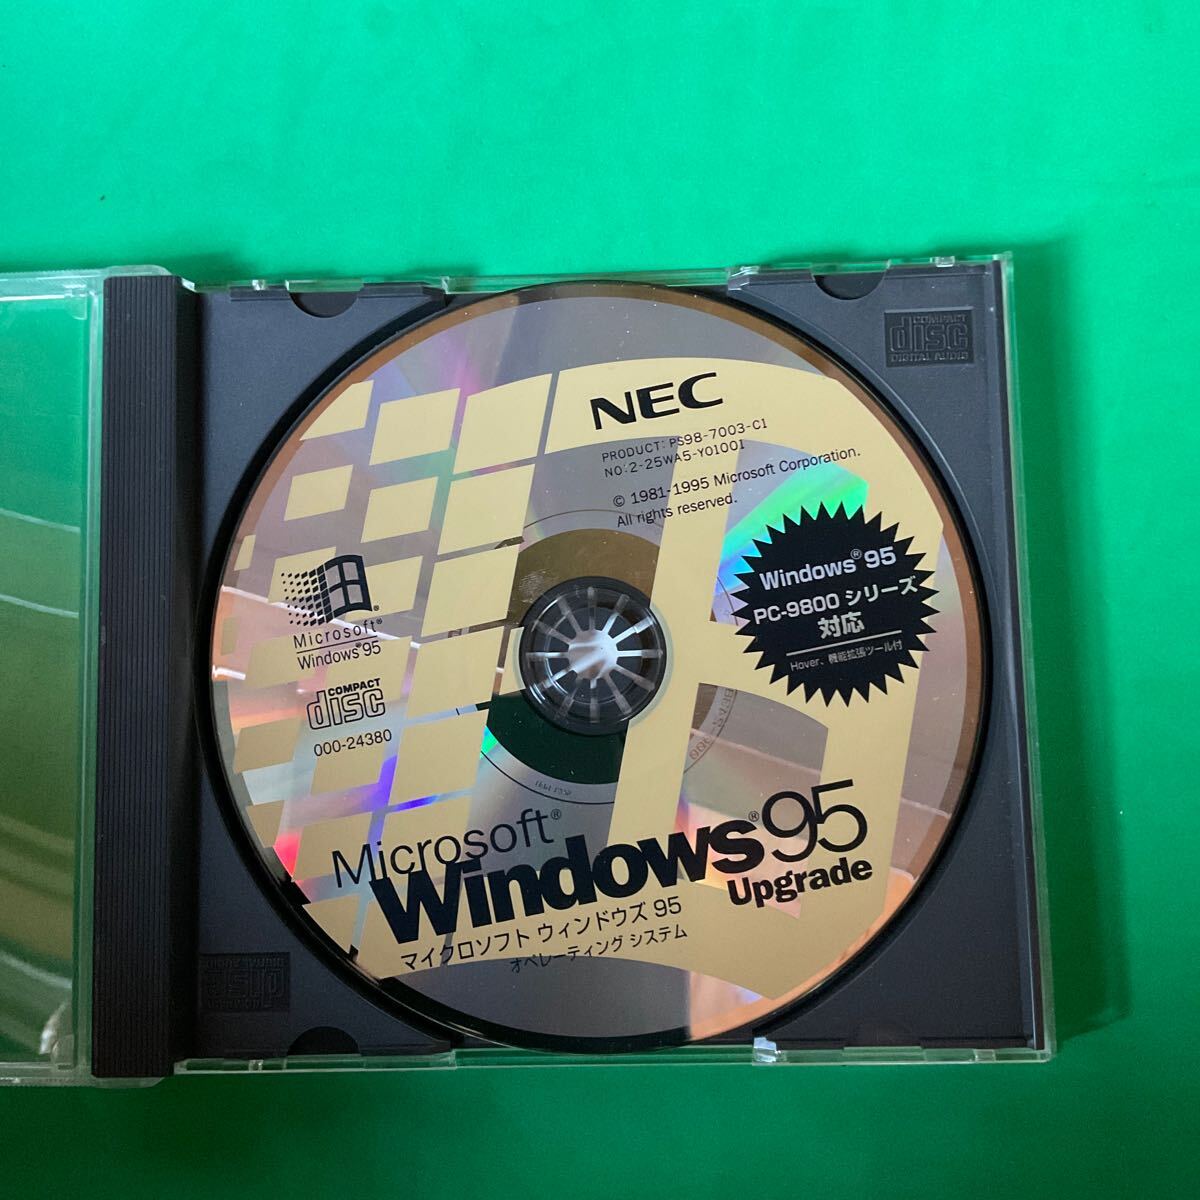 COMPACT
disc
DIGITAL AUDIO
NEC
PRODUCT: PS98-7003-C1
NO:2-25WA5-Y01001
© 1981-1995 Microsoft Corporation.
All rights reserved.
Windows® 95
PC-9800 シリーズ
対応
Hover、機能拡張ツール付
Microsoft®
Windows®95
COMPACT
disc
000-24380
Microsoft®
Windows®95
Upgrade
マイクロソフト ウィンドウズ 95
オペレーティング システム